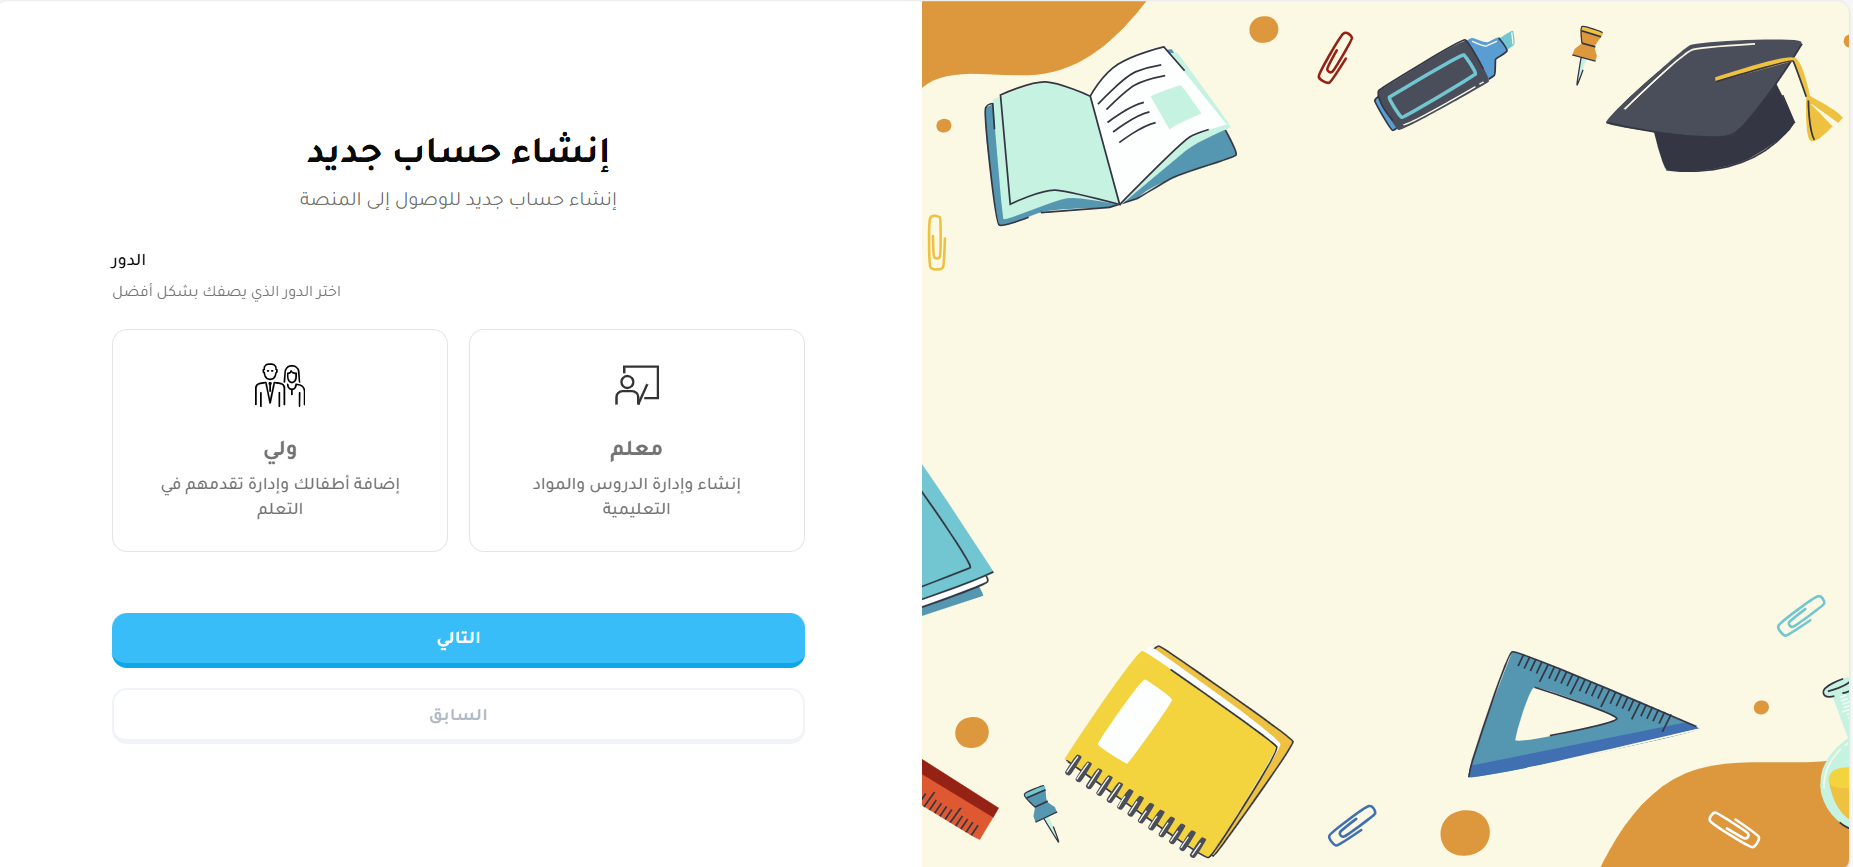 إنشاء حساب جديد
إنشاء حساب جديد للوصول إلى المنصة
الدور
اختر الدور الذي يصفك بشكل أفضل
معلم
إنشاء وإدارة الدروس والمواد
التعليمية
ولي
إضافة أطفالك وإدارة تقدمهم في
التعلم
التالي
السابق